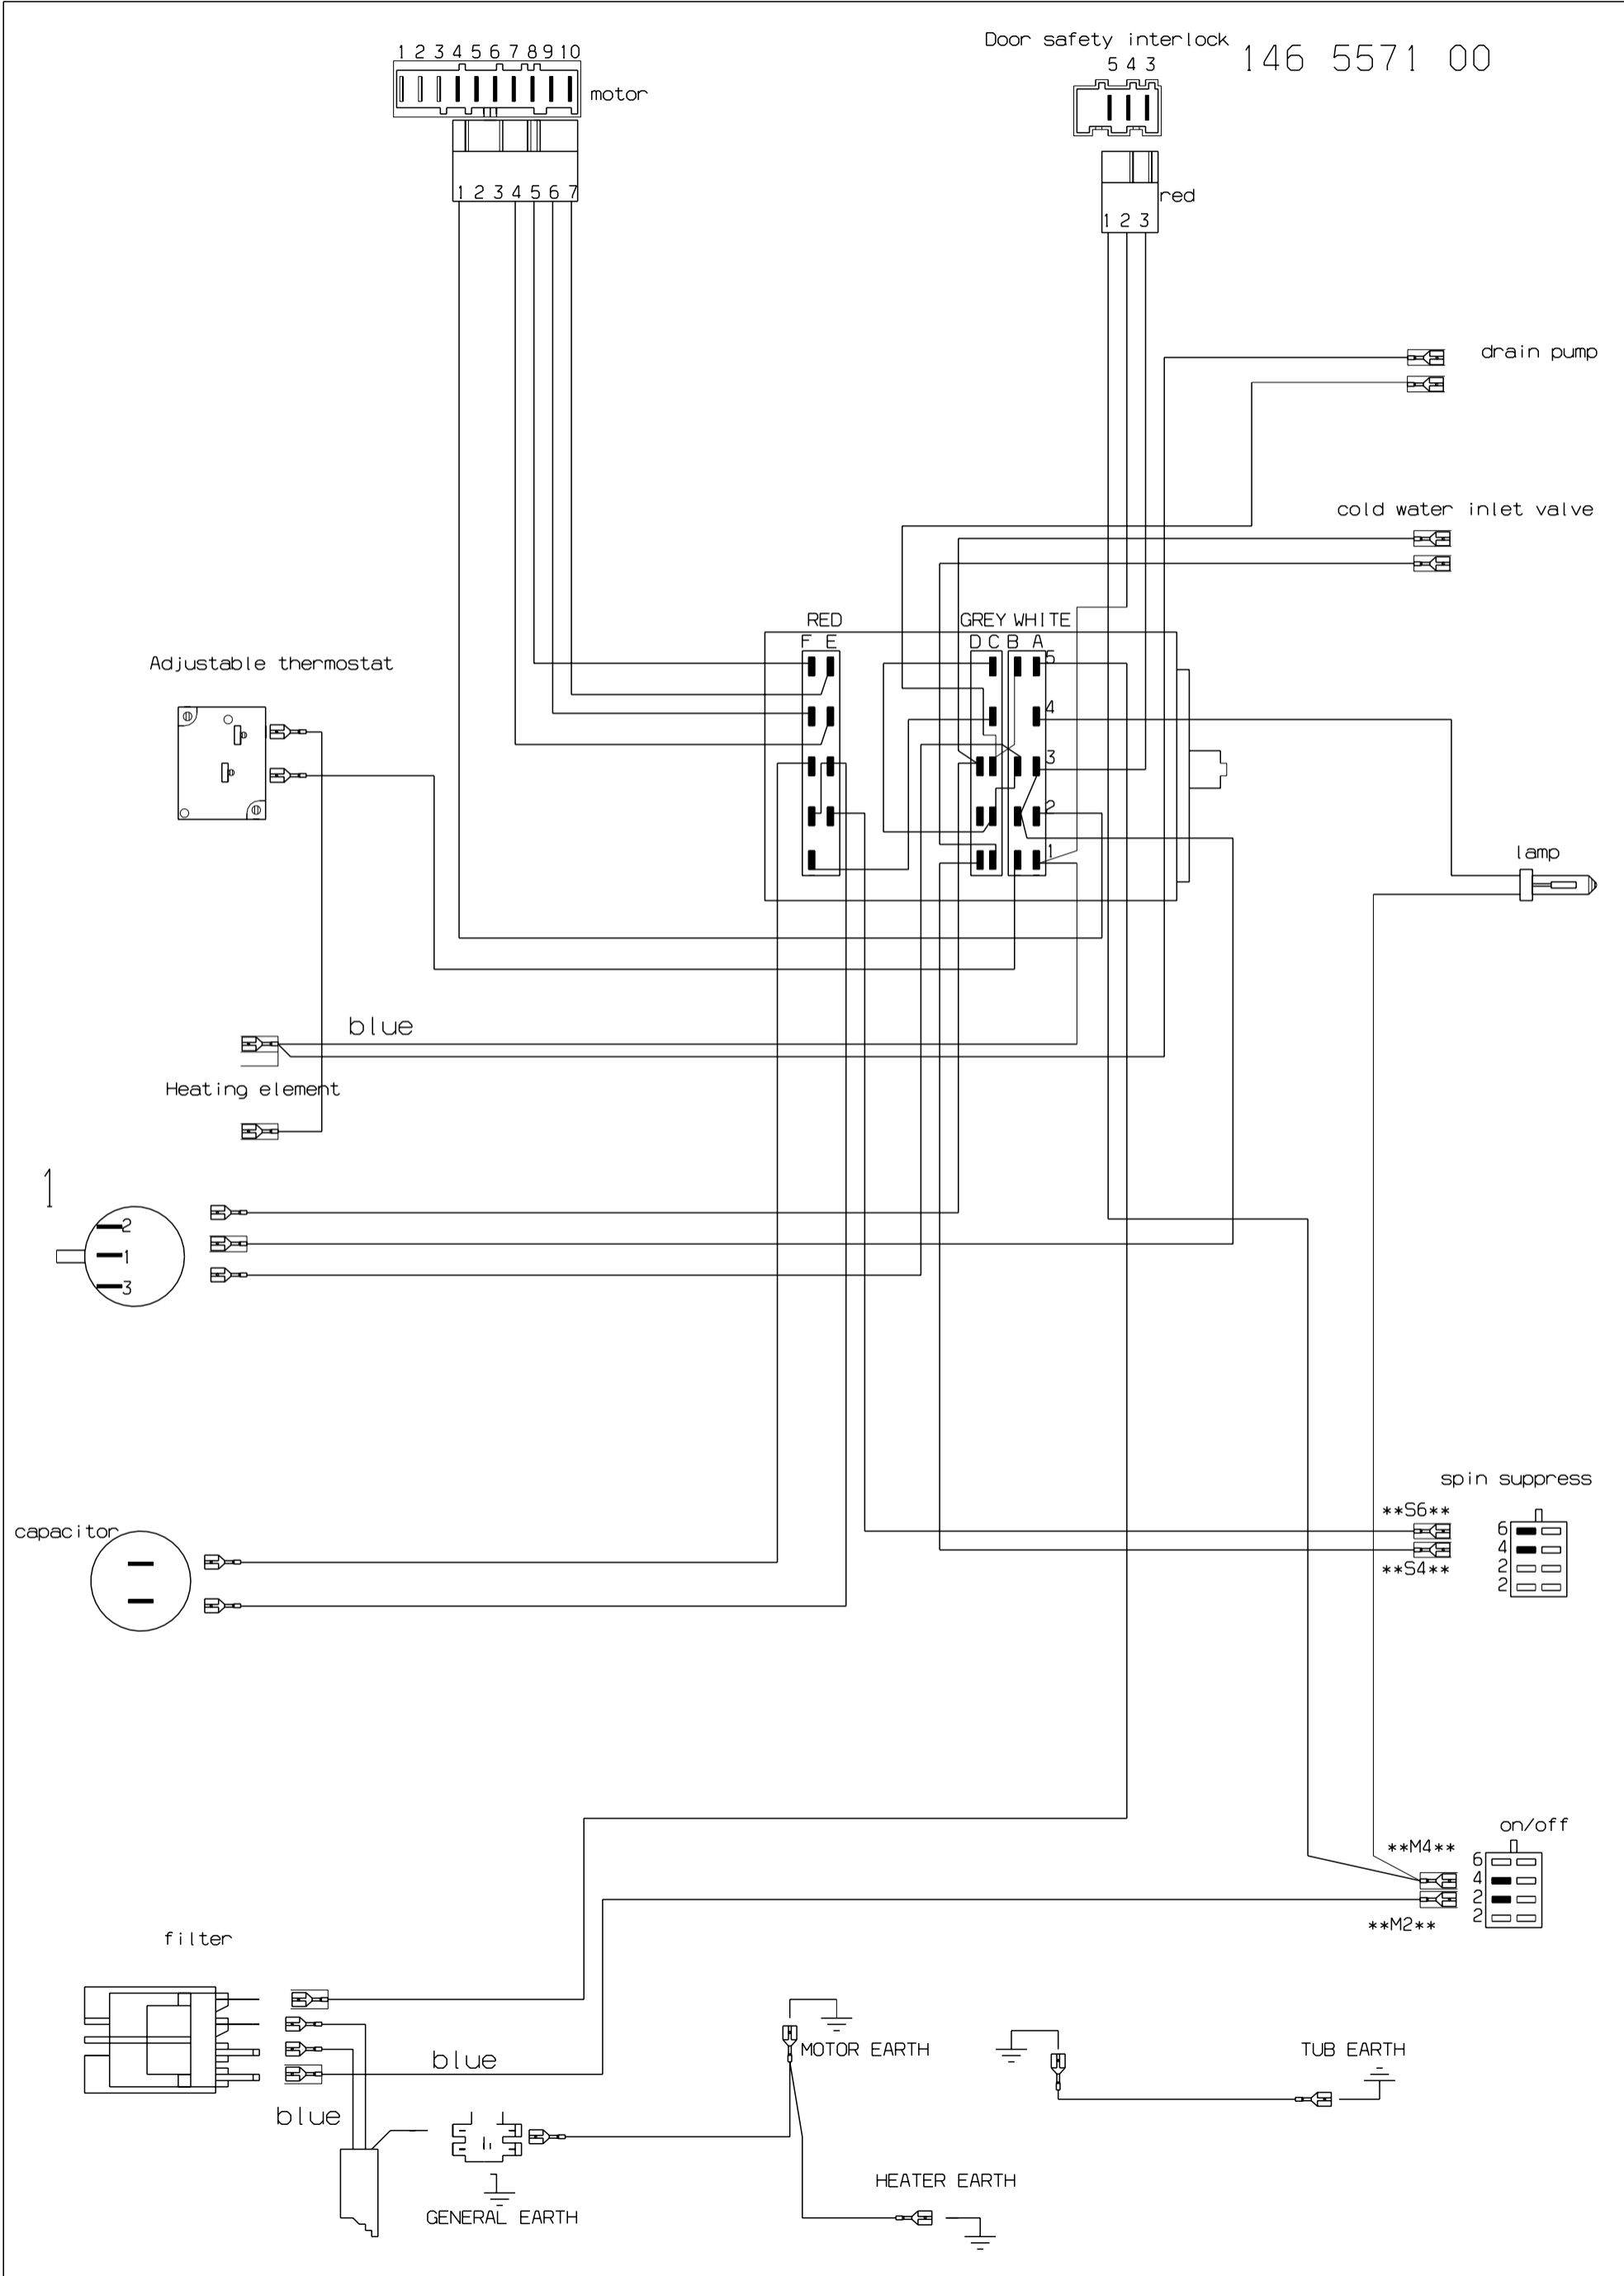 Door safety interlock
146 5571 00
1 2 3 4 5 6 7 8 9 10
5 4 3
motor
1 2 3 4 5 6 7
red
1 2 3
drain pump
cold water inlet valve
RED
GREY WHITE
F E
D C B A
5
Adjustable thermostat
4
3
2
1
lamp
blue
Heating element
1
2
1
3
spin suppress
**S6**
capacitor
6
4
2
2
**S4**
on/off
**M4**
6
4
2
2
**M2**
filter
MOTOR EARTH
TUB EARTH
blue
blue
HEATER EARTH
GENERAL EARTH